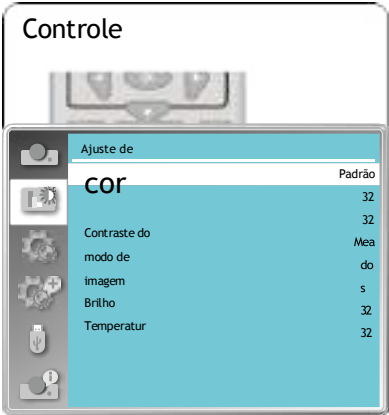 Controle
Ajuste de
cor
Padrão
32
32
Contraste do
Mea
modo de
do
imagem
s
Brilho
32
Temperatur
32